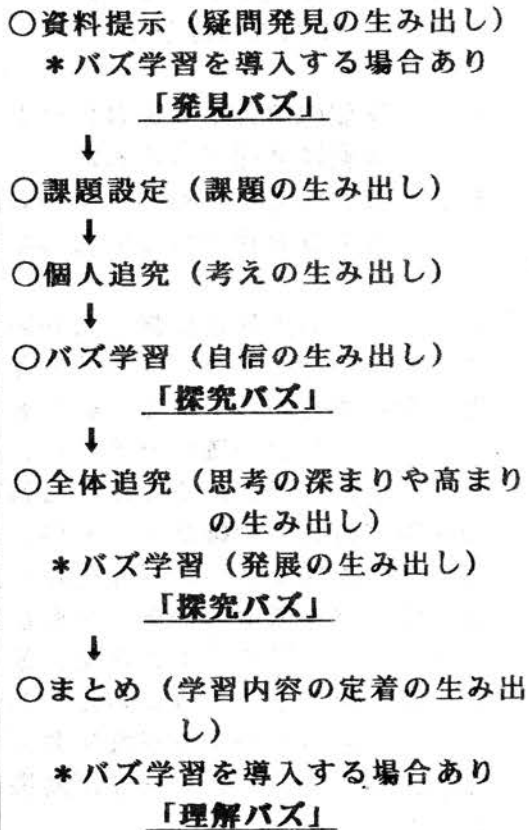 ○資料提示（疑問発見の生み出し）
＊バズ学習を導入する場合あり
「発見バズ」
↓
○課題設定（課題の生み出し）
↓
○個人追究（考えの生み出し）
↓
○バズ学習（自信の生み出し）
「探究バズ」
↓
○全体追究（思考の深まりや高まり
の生み出し）
＊バズ学習（発展の生み出し）
「探究バズ」
↓
○まとめ（学習内容の定着の生み出
し）
＊バズ学習を導入する場合あり
「理解バズ」